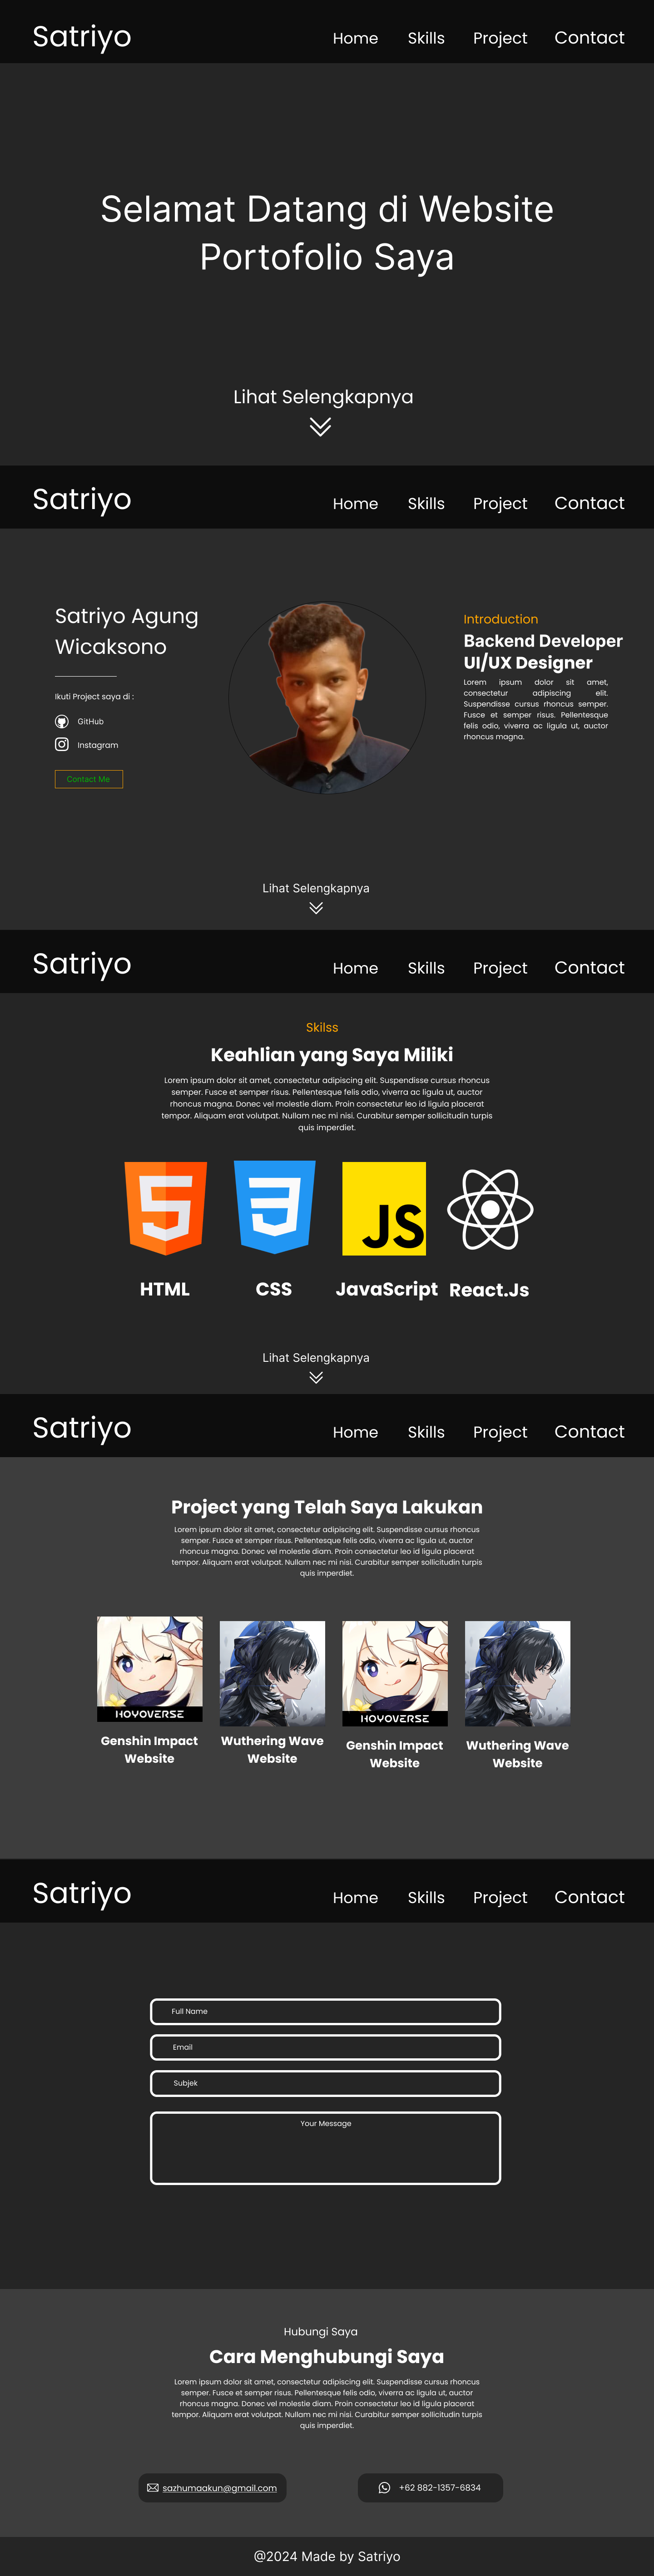 Satriyo
Home Skills Project Contact
Selamat Datang di Website
Portofolio Saya
Lihat Selengkapnya
Satriyo
Home Skills Project Contact
Satriyo Agung
Wicaksono
Ikuti Project saya di :
GitHub
Instagram
Contact Me
Introduction
Backend Developer
UI/UX Designer
Lorem ipsum dolor sit amet,
consectetur adipiscing elit.
Suspendisse cursus rhoncus semper.
Fusce et semper risus. Pellentesque
felis odio, viverra ac ligula ut, auctor
rhoncus magna.
Lihat Selengkapnya
Satriyo
Home Skills Project Contact
Skilss
Keahlian yang Saya Miliki
Lorem ipsum dolor sit amet, consectetur adipiscing elit. Suspendisse cursus rhoncus
semper. Fusce et semper risus. Pellentesque felis odio, viverra ac ligula ut, auctor
rhoncus magna. Donec vel molestie diam. Proin consectetur leo id ligula placerat
tempor. Aliquam erat volutpat. Nullam nec mi nisi. Curabitur semper sollicitudin turpis
quis imperdiet.
5 3 JS
HTML CSS JavaScript React.Js
Lihat Selengkapnya
Satriyo
Home Skills Project Contact
Project yang Telah Saya Lakukan
Lorem ipsum dolor sit amet, consectetur adipiscing elit. Suspendisse cursus rhoncus
semper. Fusce et semper risus. Pellentesque felis odio, viverra ac ligula ut, auctor
rhoncus magna. Donec vel molestie diam. Proin consectetur leo id ligula placerat
tempor. Aliquam erat volutpat. Nullam nec mi nisi. Curabitur semper sollicitudin turpis
quis imperdiet.
HOYOVERSE
Genshin Impact
Website
Wuthering Wave
Website
HOYOVERSE
Genshin Impact
Website
Wuthering Wave
Website
Satriyo
Home Skills Project Contact
Full Name
Email
Subjek
Your Message
Hubungi Saya
Cara Menghubungi Saya
Lorem ipsum dolor sit amet, consectetur adipiscing elit. Suspendisse cursus rhoncus
semper. Fusce et semper risus. Pellentesque felis odio, viverra ac ligula ut, auctor
rhoncus magna. Donec vel molestie diam. Proin consectetur leo id ligula placerat
tempor. Aliquam erat volutpat. Nullam nec mi nisi. Curabitur semper sollicitudin turpis
quis imperdiet.
sazhumaakun@gmail.com
+62 882-1357-6834
@2024 Made by Satriyo